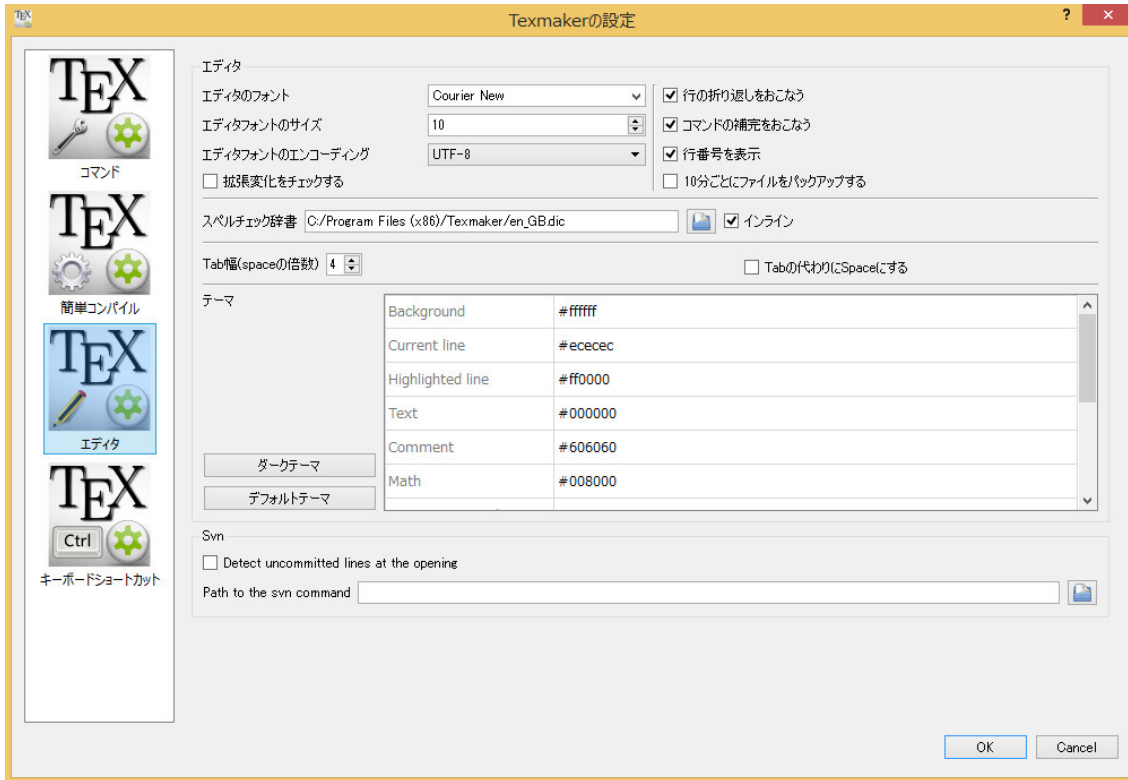 TEX
Texmakerの設定
?
×
TEX
コマンド
TEX
簡単コンパイル
TEX
エディタ
TEX
Ctrl
キーボードショートカット
エディタ
エディタのフォント Courier New
エディタフォントのサイズ 10
エディタフォントのエンコーディング UTF-8
拡張変化をチェックする
行の折り返しをおこなう
コマンドの補完をおこなう
行番号を表示
10分ごとにファイルをバックアップする
スペルチェック辞書 C:/Program Files (x86)/Texmaker/en_GB.dic インライン
Tab幅(spaceの倍数) 4 Tabの代わりにSpaceにする
テーマ
Background #ffffff
Current line #ececec
Highlighted line #ff0000
Text #000000
Comment #606060
Math #008000
ダークテーマ
デフォルトテーマ
Svn
Detect uncommitted lines at the opening
Path to the svn command
OK Cancel